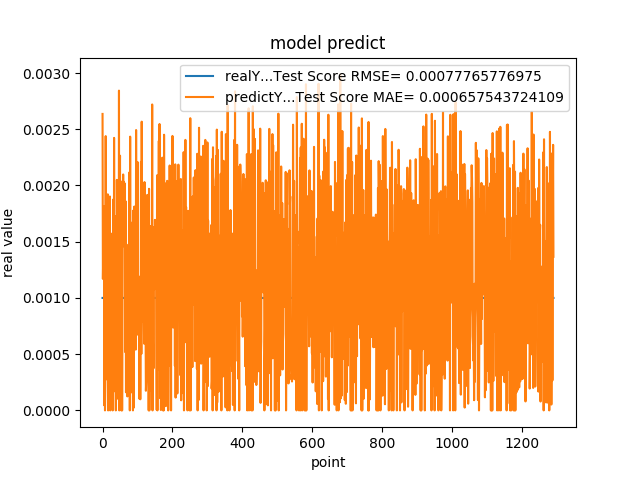 model predict
realY...Test Score RMSE= 0.00077765776975
predictY...Test Score MAE= 0.000657543724109
0.0030
0.0025
0.0020
0.0015
0.0010
0.0005
0.0000
real value
0 200 400 600 800 1000 1200
point